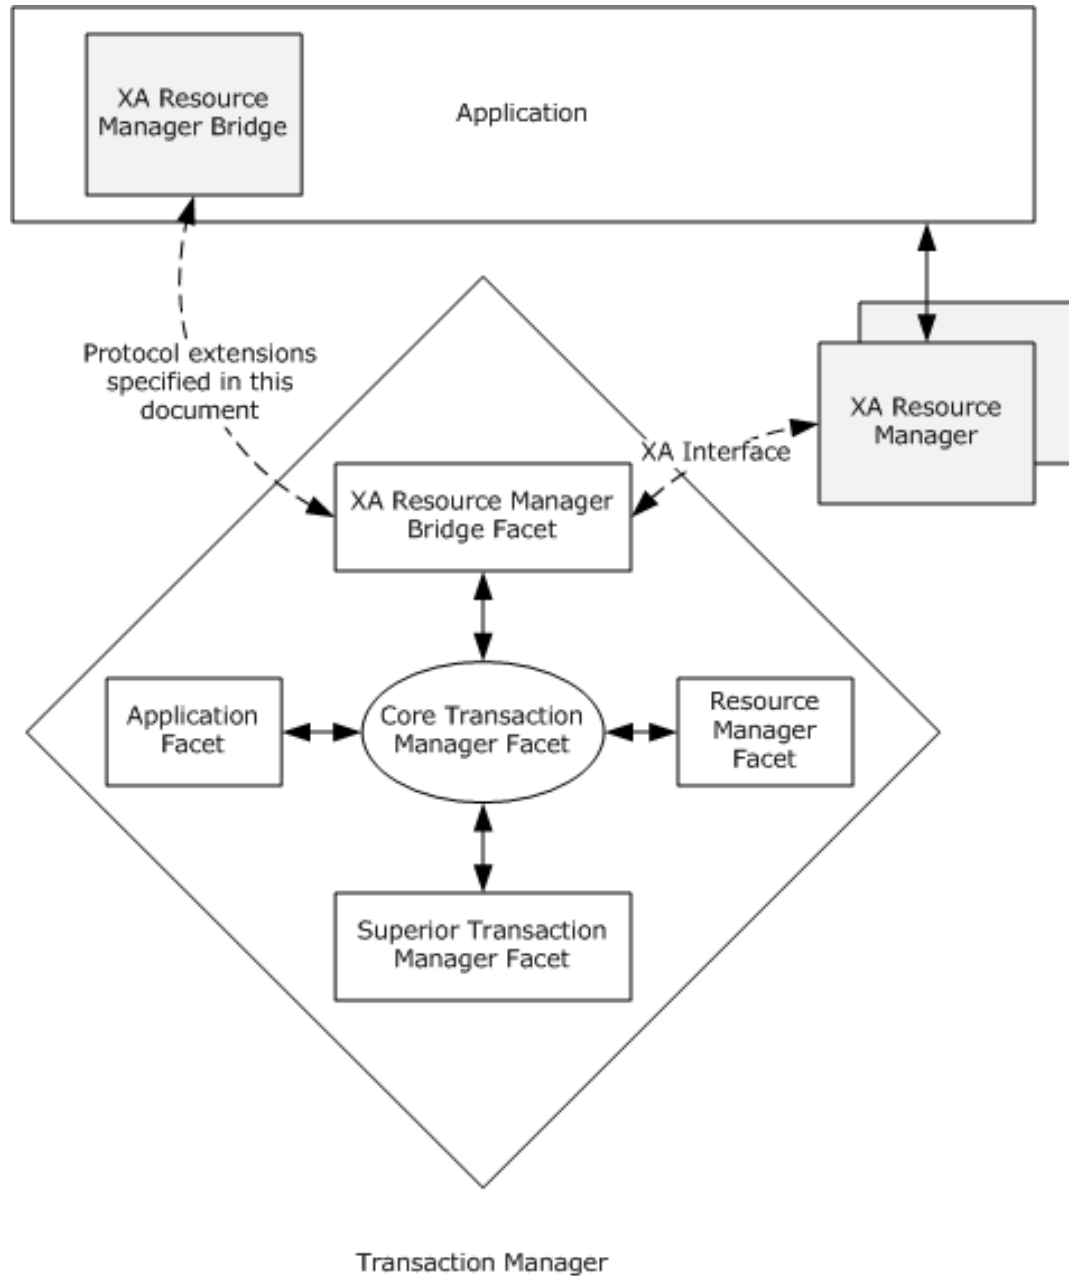 XA Resource
Manager Bridge
Application
Protocol extensions
specified in this
document
XA Resource
Manager
XA Interface
XA Resource Manager
Bridge Facet
Application
Facet
Core Transaction
Manager Facet
Resource
Manager
Facet
Superior Transaction
Manager Facet
Transaction Manager